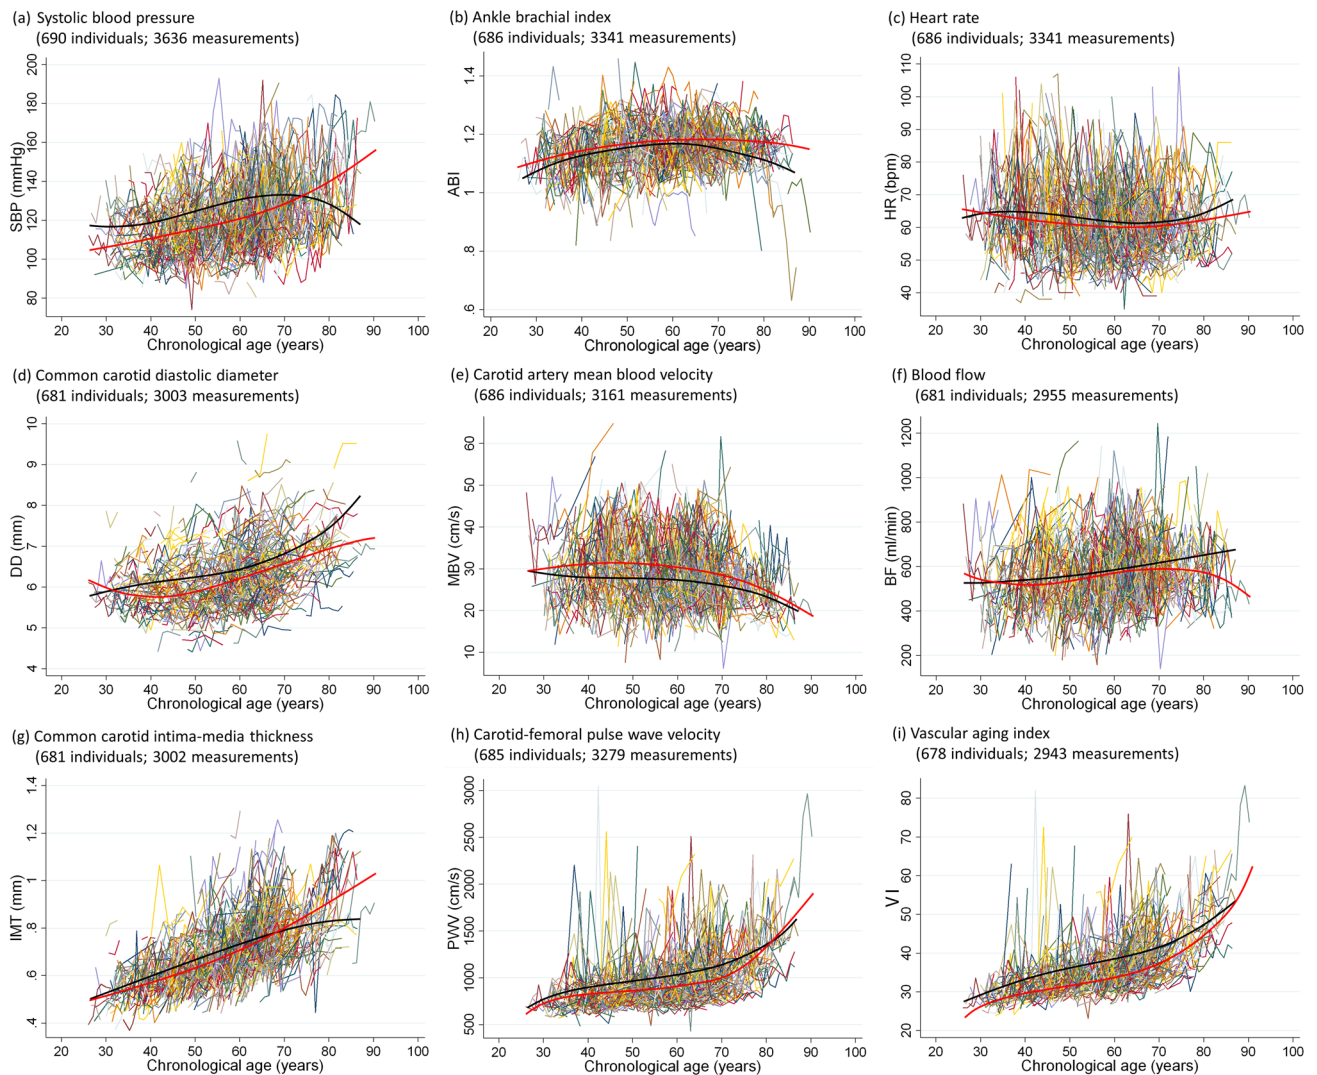 (a) Systolic blood pressure
(690 individuals; 3636 measurements)
200
180
160
140
120
100
80
SBP (mmHg)
20 30 40 50 60 70 80 90 100
Chronological age (years)
(b) Ankle brachial index
(686 individuals; 3341 measurements)
1.4
1.2
1
.8
.6
ABI
20 30 40 50 60 70 80 90 100
Chronological age (years)
(c) Heart rate
(686 individuals; 3341 measurements)
110
100
90
80
70
60
50
40
HR (bpm)
20 30 40 50 60 70 80 90 100
Chronological age (years)
(d) Common carotid diastolic diameter
(681 individuals; 3003 measurements)
10
9
8
7
6
5
4
DD (mm)
20 30 40 50 60 70 80 90 100
Chronological age (years)
(e) Carotid artery mean blood velocity
(686 individuals; 3161 measurements)
60
50
40
30
20
10
MBV (cm/s)
20 30 40 50 60 70 80 90 100
Chronological age (years)
(f) Blood flow
(681 individuals; 2955 measurements)
1200
1000
800
600
400
200
BF (ml/min)
20 30 40 50 60 70 80 90 100
Chronological age (years)
(g) Common carotid intima-media thickness
(681 individuals; 3002 measurements)
1.4
1.2
1
.8
.6
.4
IMT (mm)
20 30 40 50 60 70 80 90 100
Chronological age (years)
(h) Carotid-femoral pulse wave velocity
(685 individuals; 3279 measurements)
3000
2500
2000
1500
1000
500
PWV (cm/s)
20 30 40 50 60 70 80 90 100
Chronological age (years)
(i) Vascular aging index
(678 individuals; 2943 measurements)
80
70
60
50
40
30
20
VI
20 30 40 50 60 70 80 90 100
Chronological age (years)